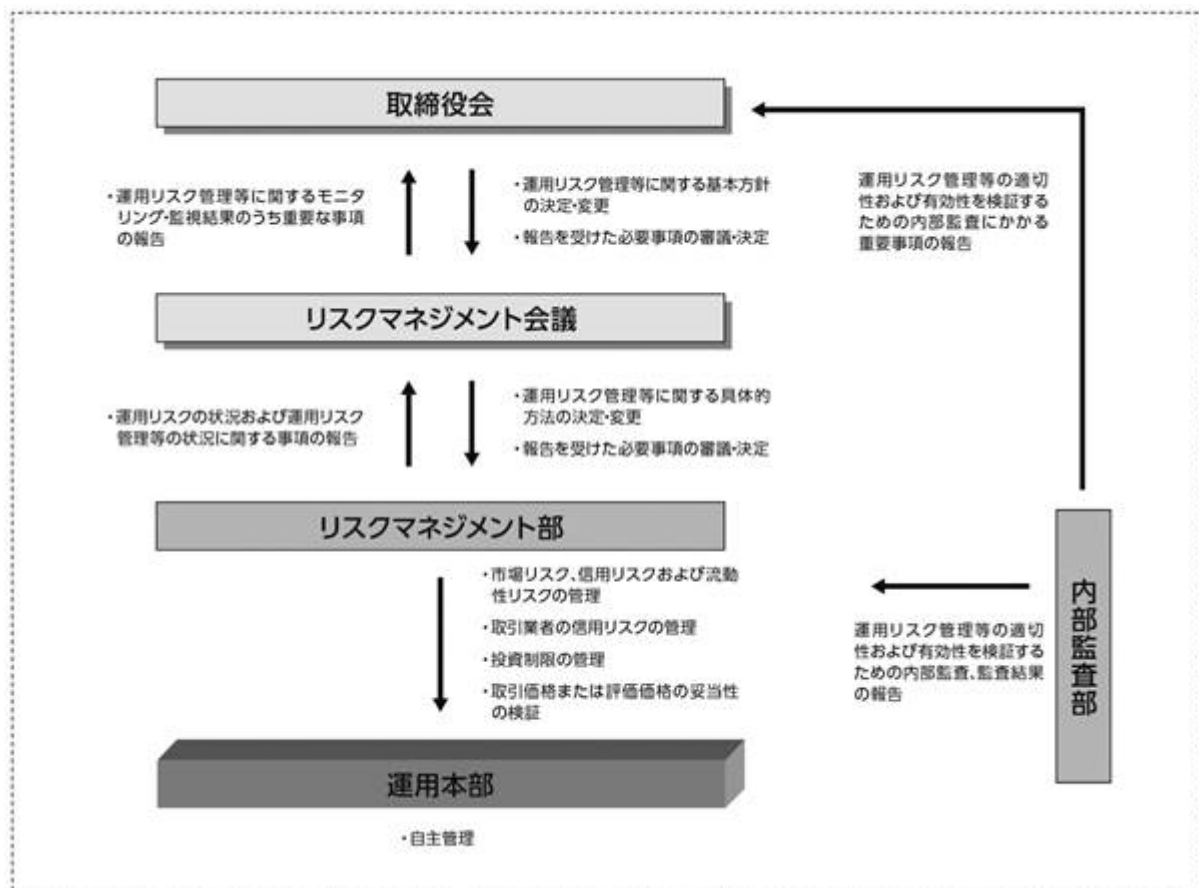 取締役会
・運用リスク管理等に関するモニタ
リング・監視結果のうち重要な事項
の報告
・運用リスク管理等に関する基本方針
の決定・変更
・報告を受けた必要事項の審議・決定
運用リスク管理等の適切
性および有効性を検証する
ための内部監査にかかる
重要事項の報告
リスクマネジメント会議
・運用リスクの状況および運用リスク
管理等の状況に関する事項の報告
・運用リスク管理等に関する具体的
方法の決定・変更
・報告を受けた必要事項の審議・決定
リスクマネジメント部
・市場リスク、信用リスクおよび流動
性リスクの管理
・取引業者の信用リスクの管理
・投資制限の管理
・取引価格または評価価格の妥当性
の検証
運用リスク管理等の適切
性および有効性を検証する
ための内部監査、監査結果
の報告
内部監査部
運用本部
・自主管理